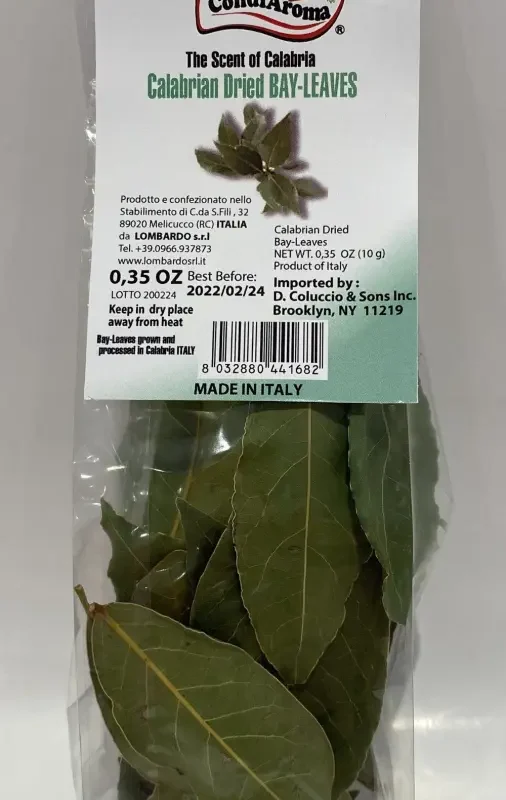 CondiAroma
®
The Scent of Calabria
Calabrian Dried BAY-LEAVES
Prodotto e confezionato nello
Stabilimento di C.da S.Fili , 32
89020 Melicucco (RC) ITALIA
da LOMBARDO s.r.l
Tel. +39.0966.937873
www.lombardosrl.it
Calabrian Dried
Bay-Leaves
NET WT. 0,35 OZ (10 g)
Product of Italy
0,35 OZ Best Before:
LOTTO 200224 2022/02/24
Keep in dry place
away from heat
Imported by :
D. Coluccio & Sons Inc.
Brooklyn, NY 11219
Bay-Leaves grown and
processed in Calabria ITALY
8 032880 441682
MADE IN ITALY